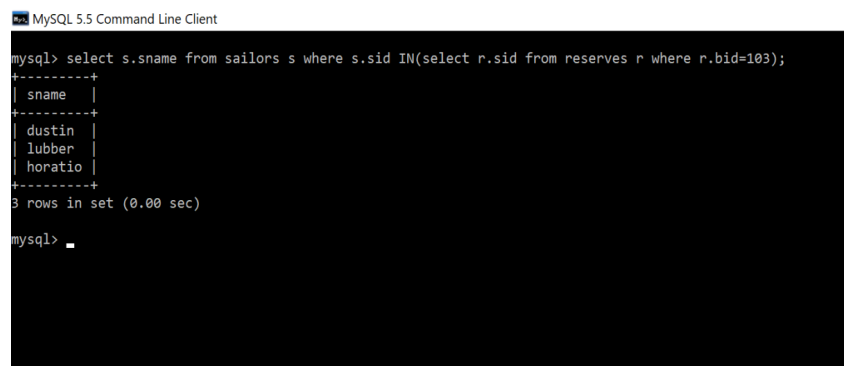 MySQL 5.5 Command Line Client
mysql> select s.sname from sailors s where s.sid IN(select r.sid from reserves r where r.bid=103);
+---------+
| sname   |
+---------+
| dustin  |
| lubber  |
| horatio |
+---------+
3 rows in set (0.00 sec)
mysql> _